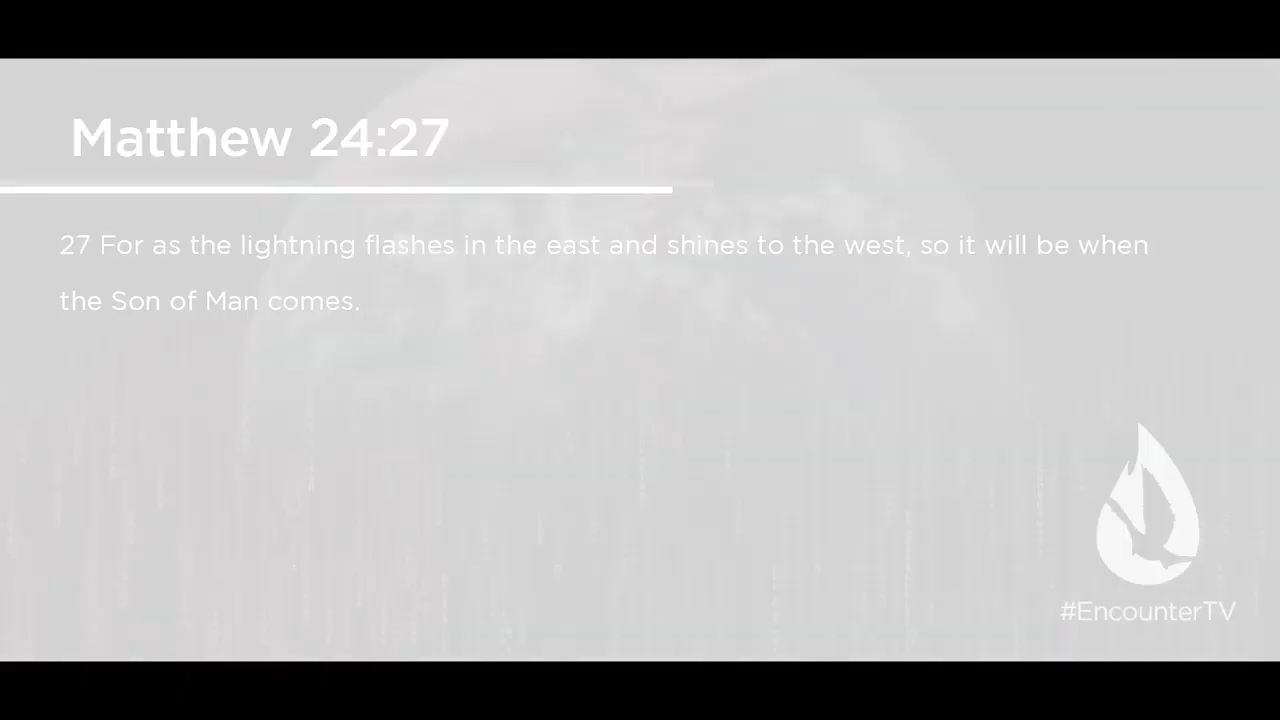 Matthew 24:27
27 For as the lightning flashes in the east and shines to the west, so it will be when
the Son of Man comes.
#EncounterTV